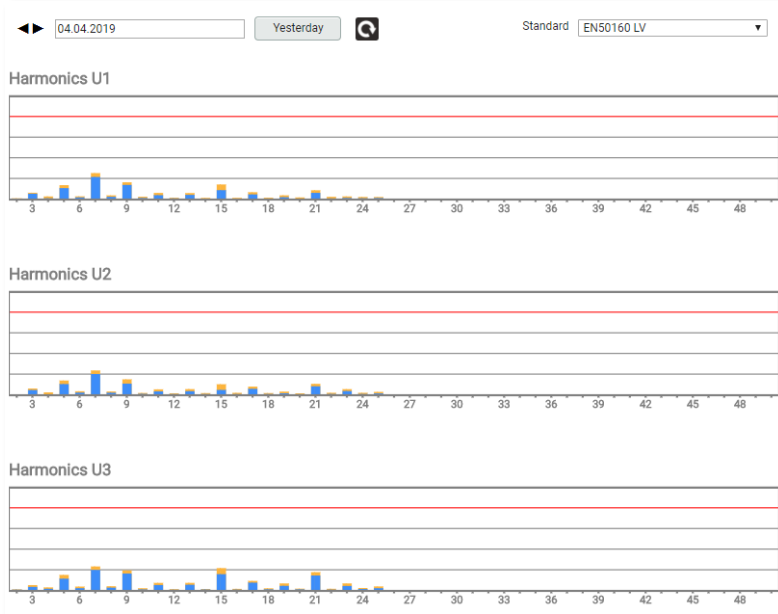 ◀▶ 04.04.2019 Yesterday Standard EN50160 LV ▼
Harmonics U1
3 6 9 12 15 18 21 24 27 30 33 36 39 42 45 48
Harmonics U2
3 6 9 12 15 18 21 24 27 30 33 36 39 42 45 48
Harmonics U3
3 6 9 12 15 18 21 24 27 30 33 36 39 42 45 48